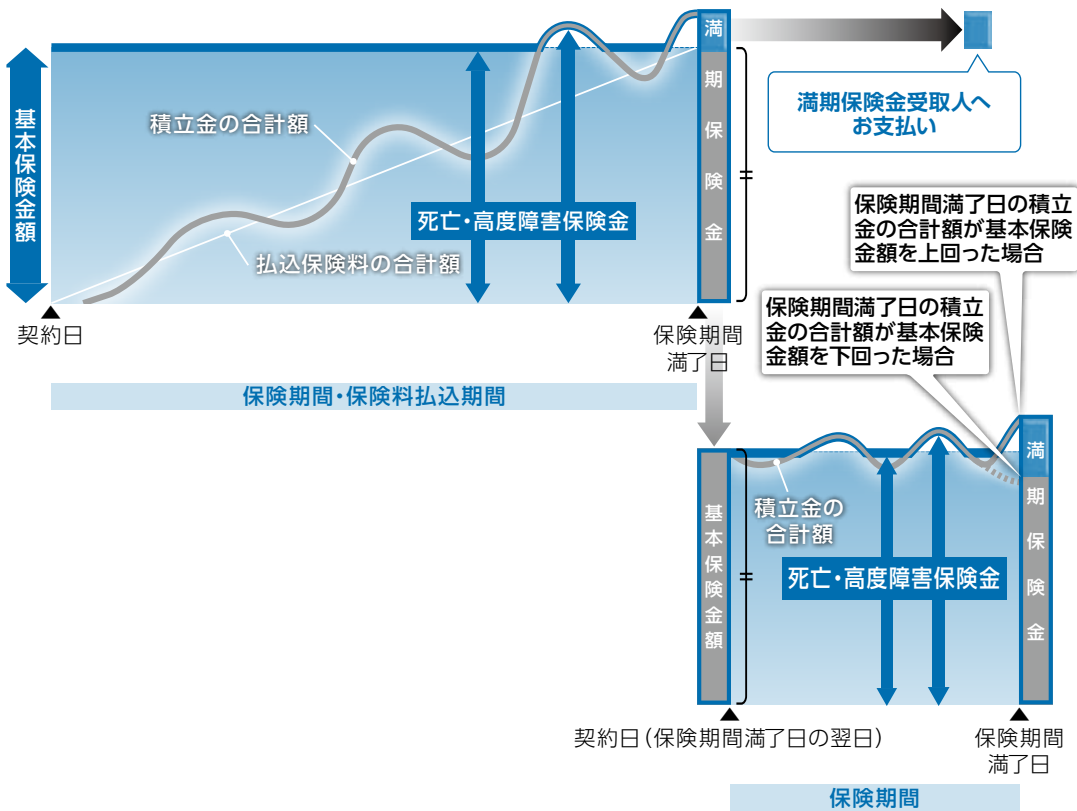 満期保険金
満期保険金受取人へ
お支払い
基本保険金額
積立金の合計額
死亡・高度障害保険金
払込保険料の合計額
保険期間満了日の積立
金の合計額が基本保険
金額を上回った場合
保険期間満了日の積立
金の合計額が基本保険
金額を下回った場合
契約日
保険期間
満了日
保険期間・保険料払込期間
満期保険金
基本保険金額
積立金の
合計額
死亡・高度障害保険金
契約日(保険期間満了日の翌日)
保険期間
満了日
保険期間